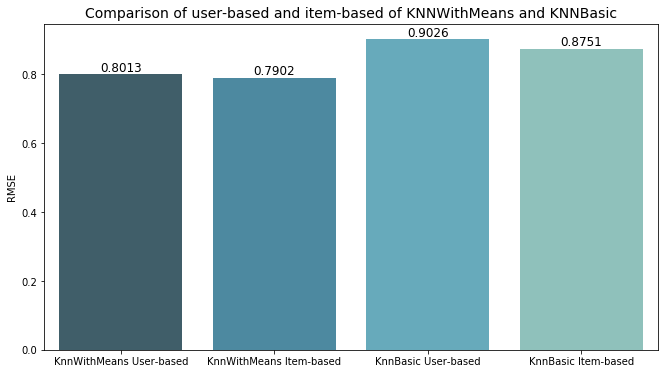 Comparison of user-based and item-based of KNNWithMeans and KNNBasic
0.9026
0.8751
0.8013
0.7902
0.8
0.6
RMSE
0.4
0.2
0.0
KnnWithMeans User-based
KnnWithMeans Item-based
KnnBasic User-based
KnnBasic Item-based